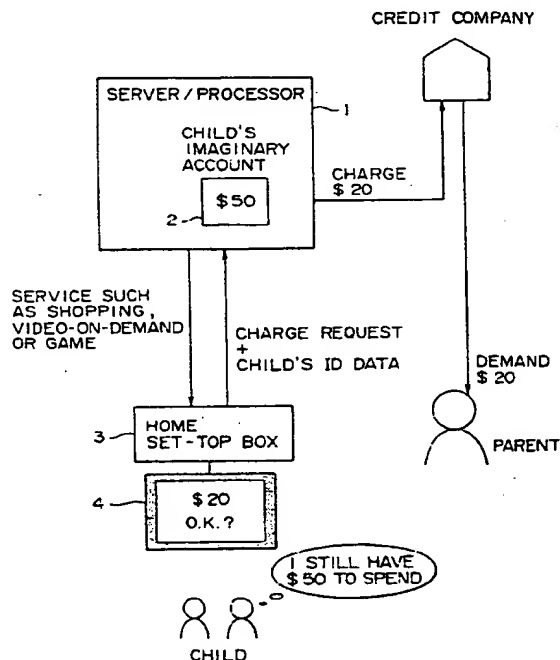 CREDIT COMPANY
SERVER/PROCESSOR
1
CHILD'S
IMAGINARY
ACCOUNT
2
$50
CHARGE
$20
SERVICE SUCH
AS SHOPPING,
VIDEO-ON-DEMAND
OR GAME
CHARGE REQUEST
+
CHILD'S ID DATA
DEMAND
$20
PARENT
3
HOME
SET-TOP BOX
4
$20
O.K.?
I STILL HAVE
$50 TO SPEND
CHILD